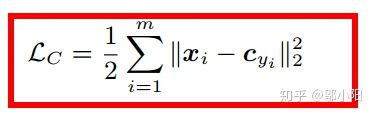 $\mathcal{L}_C = \frac{1}{2} \sum_{i=1}^{m} \| \boldsymbol{x}_i - \boldsymbol{c}_{y_i} \|_2^2$
知乎 @郭小阳